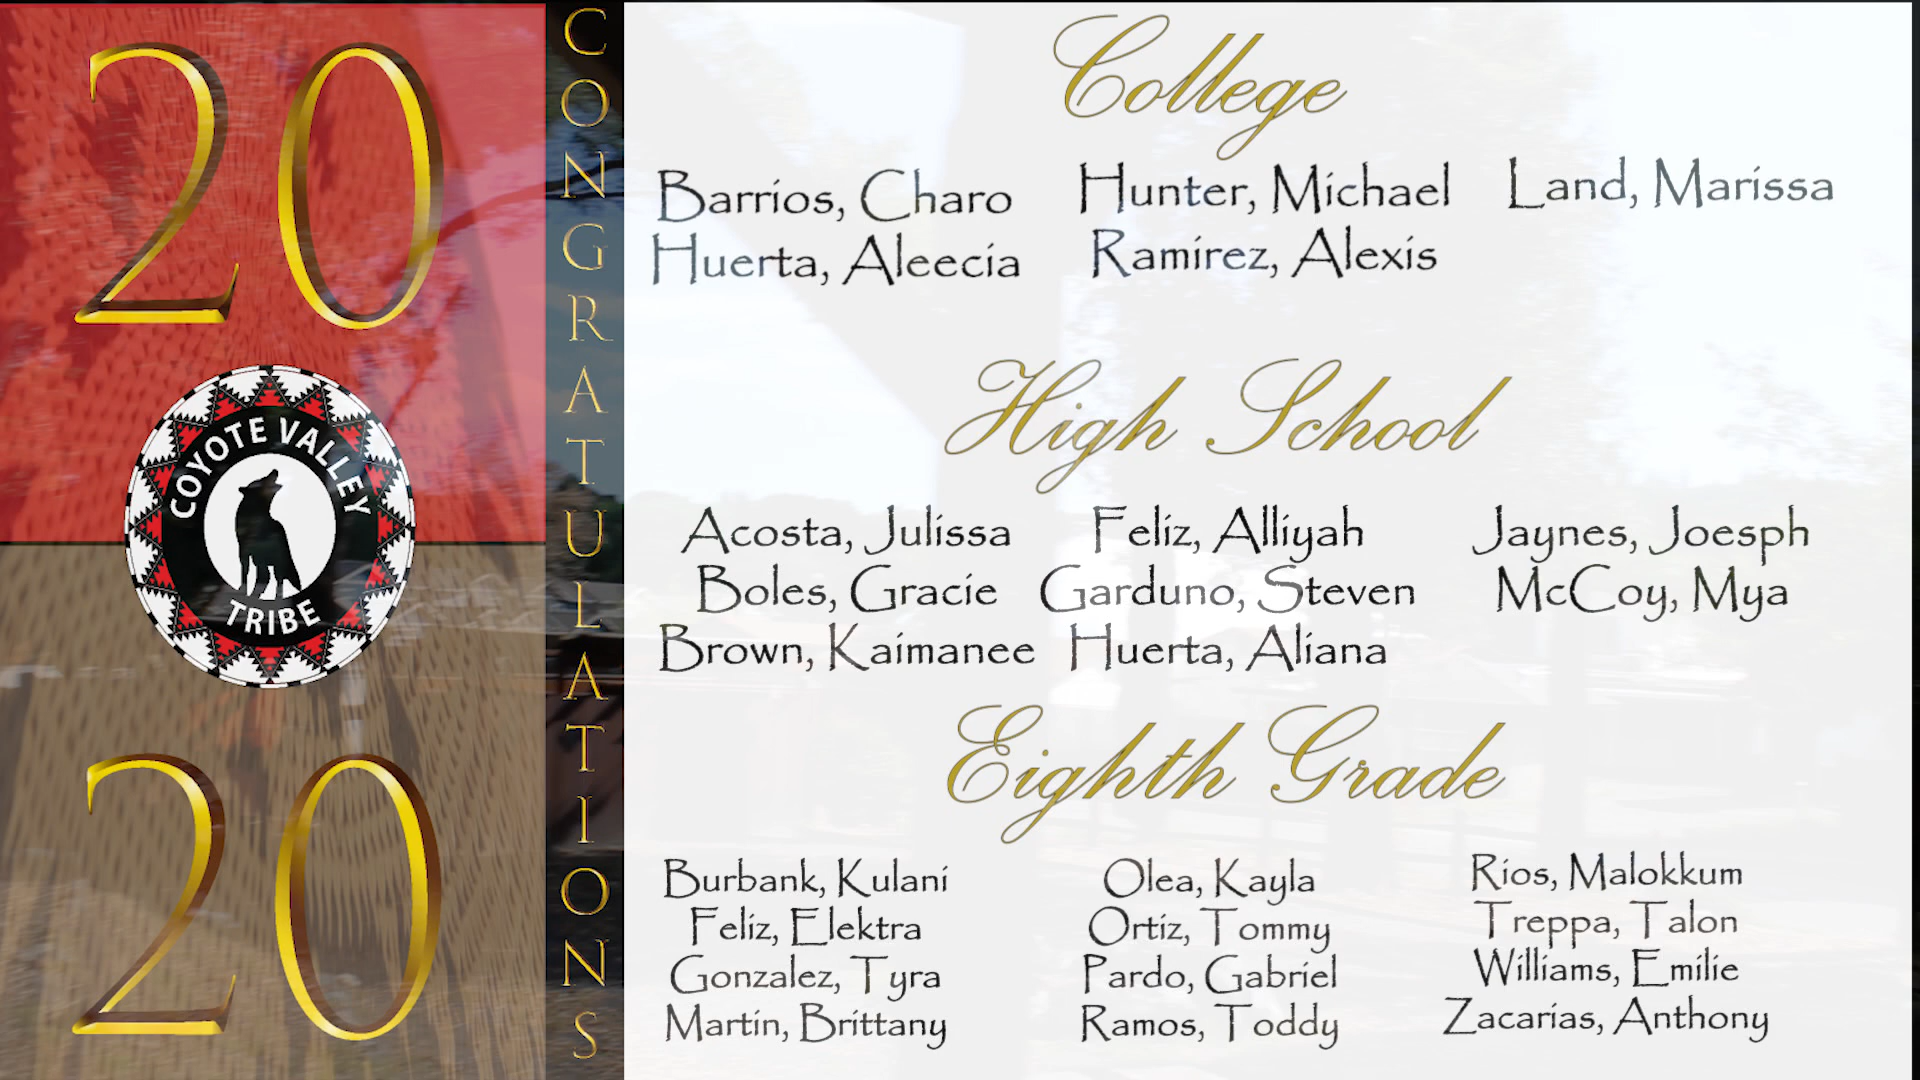 20
COYOTE VALLEY
TRIBE
20
CONGRATULATIONS
College
Barrios, Charo
Huerta, Aleecia
Hunter, Michael
Ramirez, Alexis
Land, Marissa
High School
Acosta, Julissa
Boles, Gracie
Brown, Kaimanee
Feliz, Alliyah
Garduno, Steven
Huerta, Aliana
Jaynes, Joesph
McCoy, Mya
Eighth Grade
Burbank, Kulani
Feliz, Elektra
Gonzalez, Tyra
Martin, Brittany
Olea, Kayla
Ortiz, Tommy
Pardo, Gabriel
Ramos, Toddy
Rios, Malokkum
Treppa, Talon
Williams, Emilie
Zacarias, Anthony